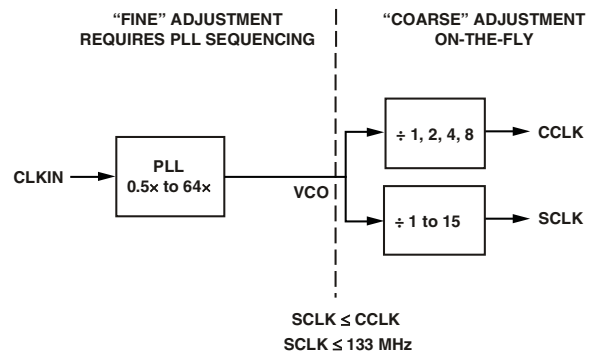 “FINE” ADJUSTMENT
REQUIRES PLL SEQUENCING
“COARSE” ADJUSTMENT
ON-THE-FLY
CLKIN
PLL
0.5× to 64×
VCO
÷ 1, 2, 4, 8
CCLK
÷ 1 to 15
SCLK
SCLK ≤ CCLK
SCLK ≤ 133 MHz